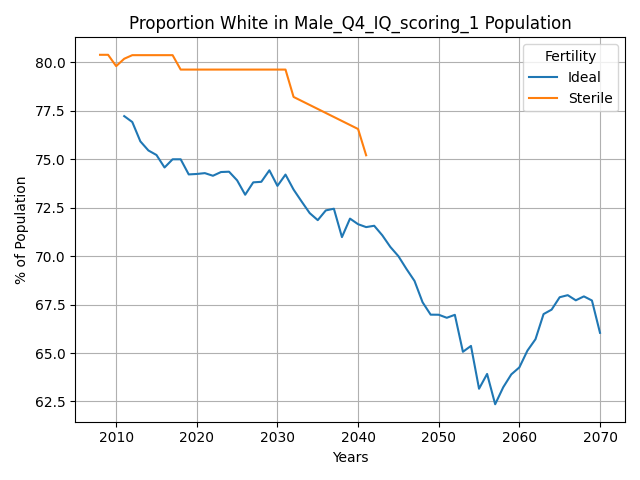 Proportion White in Male_Q4_IQ_scoring_1 Population
Fertility
Ideal
Sterile
80.0
77.5
75.0
72.5
70.0
67.5
65.0
62.5
% of Population
2010 2020 2030 2040 2050 2060 2070
Years